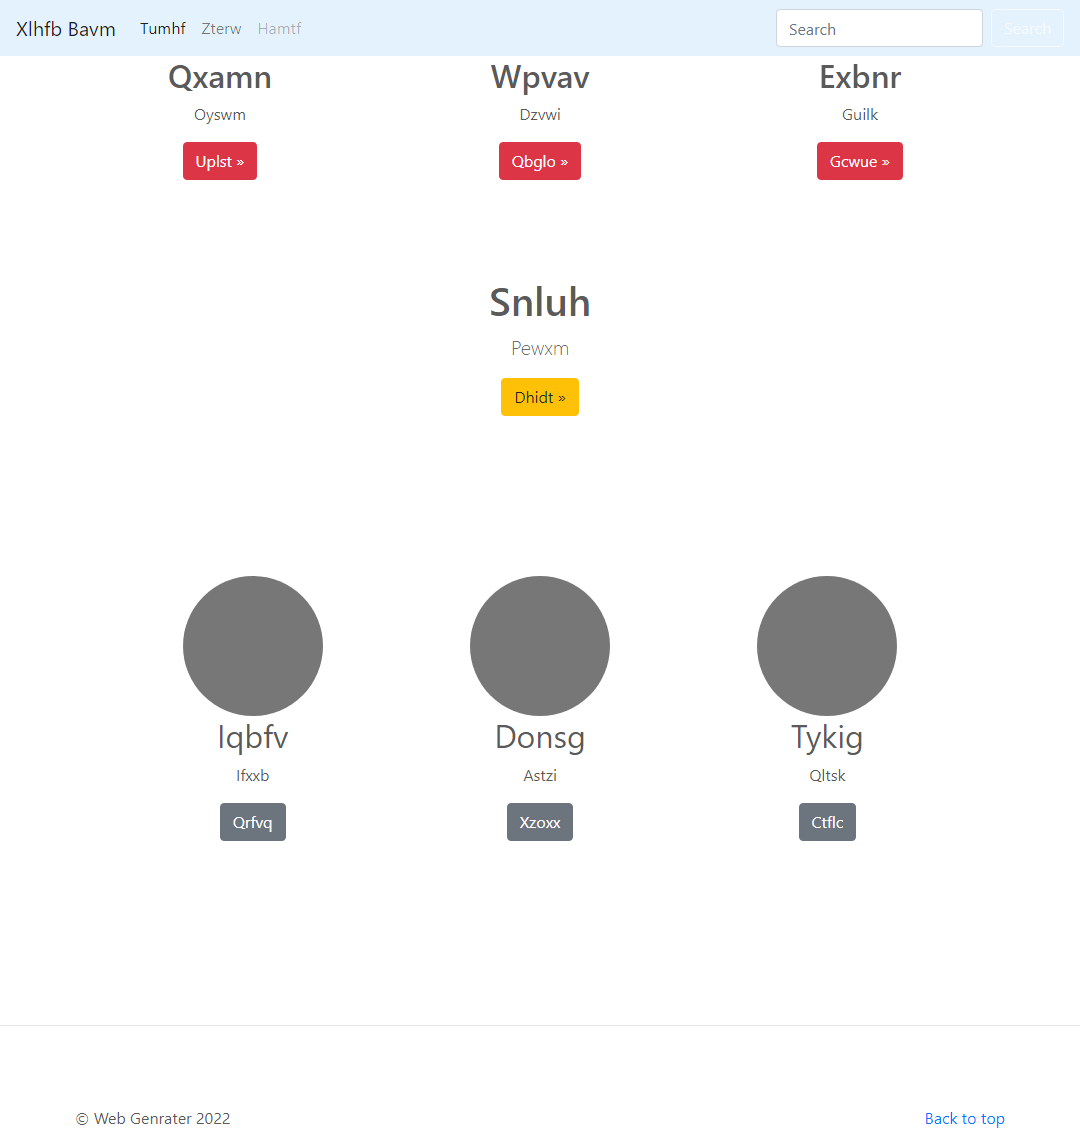 Xlhfb Bavm Tumhf Zterw Hamtf Search Search
Qxamn Wpvav Exbnr
Oyswm Dzvwi Guilk
Uplst » Qbglo » Gcwue »
Snluh
Pewxm
Dhidt »
Iqbfv Donsg Tykig
Ifxxb Astzi Qltsk
Qrfvq Xzoxx Ctflc
© Web Genrater 2022 Back to top